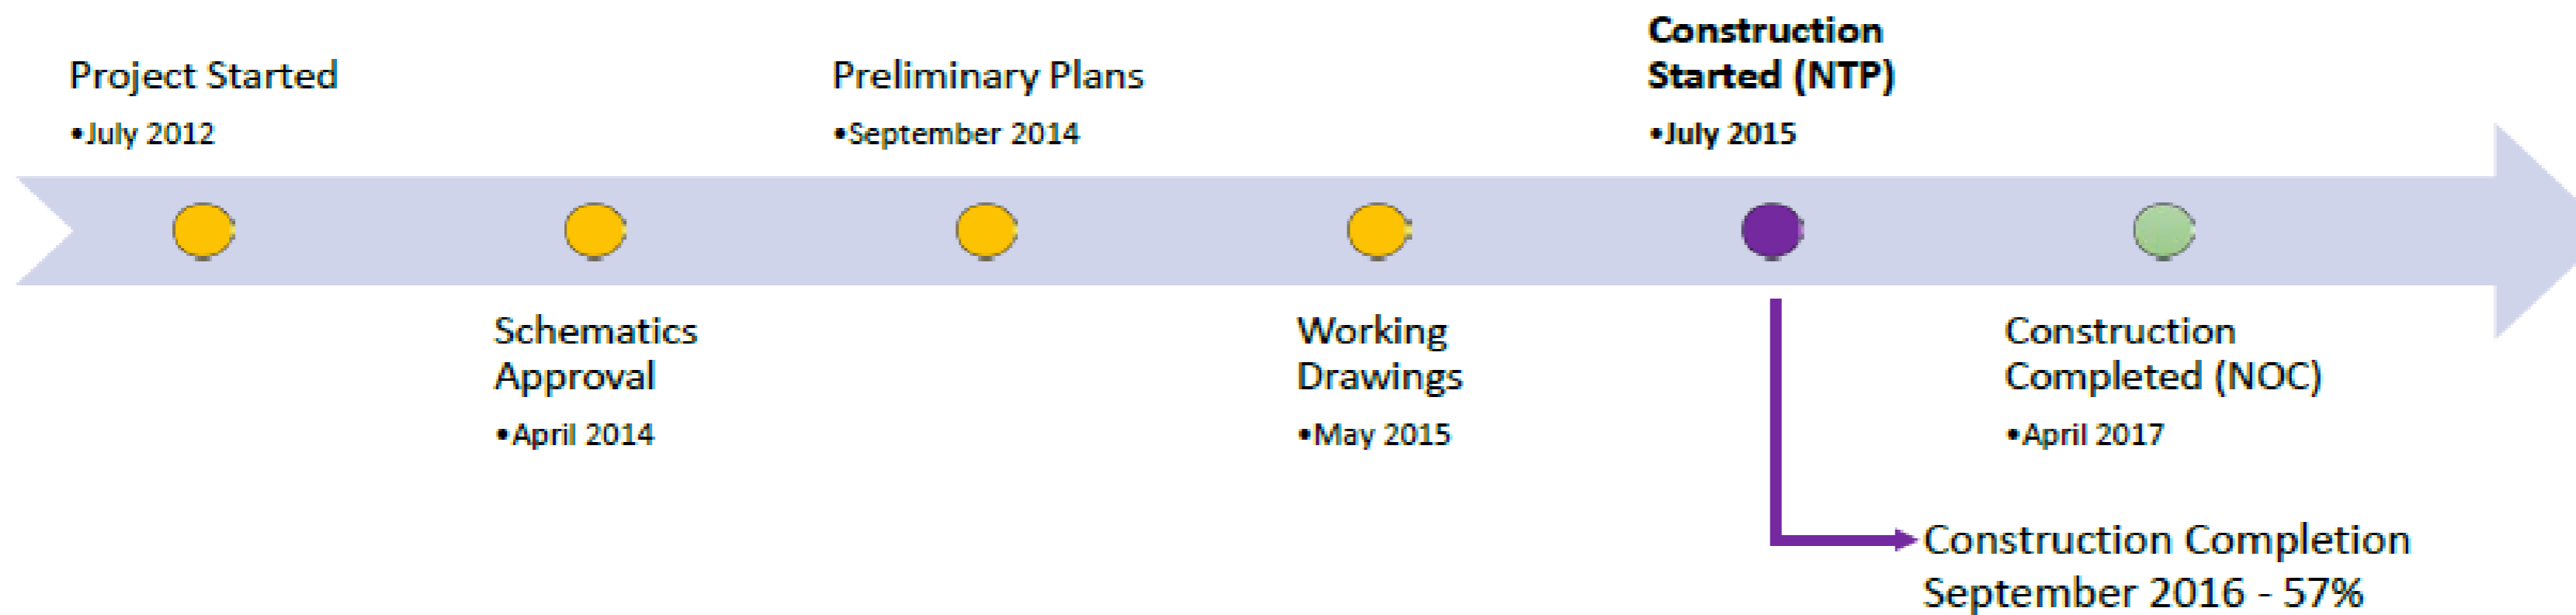 Project Started
•July 2012
Schematics
Approval
•April 2014
Preliminary Plans
•September 2014
Working
Drawings
•May 2015
Construction
Started (NTP)
•July 2015
Construction
Completed (NOC)
•April 2017
Construction Completion
September 2016 - 57%